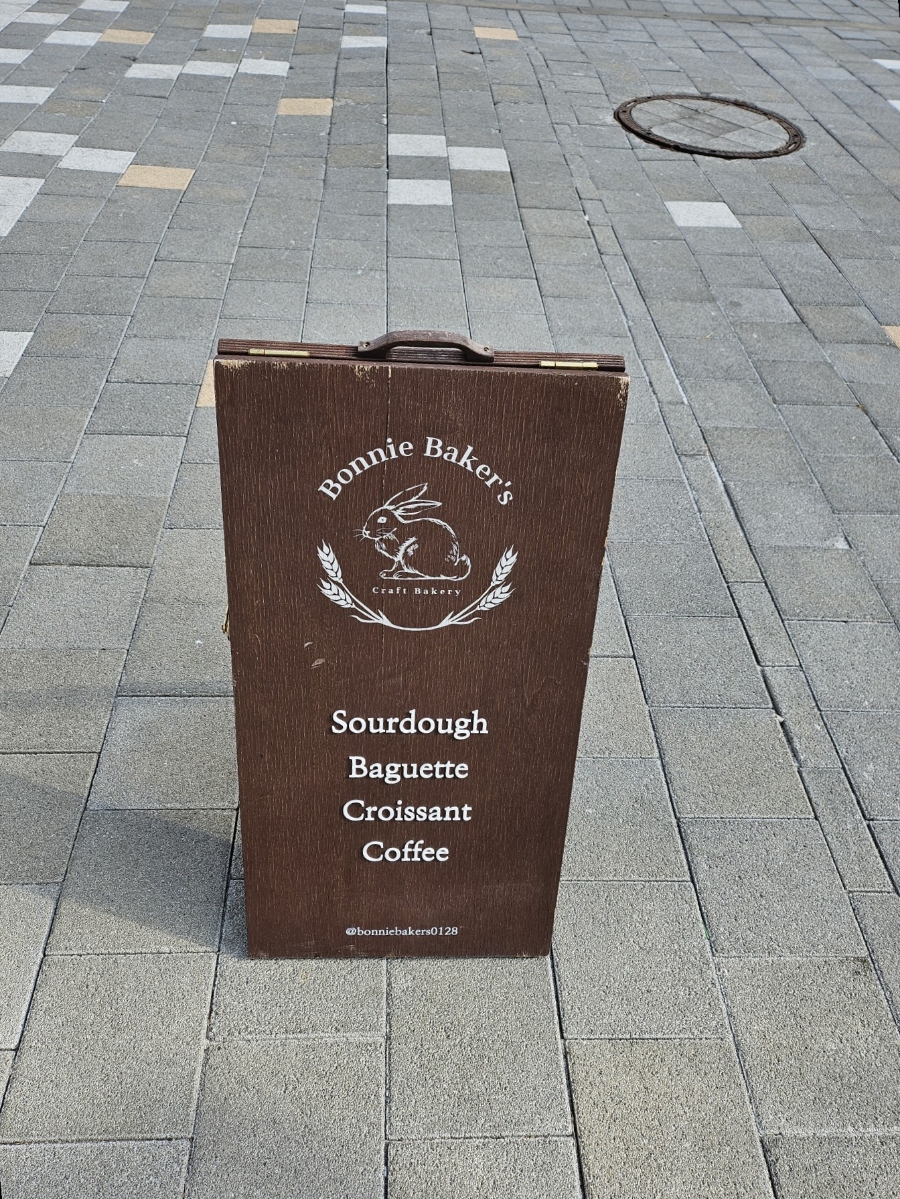 Bonnie Baker's
Craft Bakery
Sourdough
Baguette
Croissant
Coffee
@bonniebakers0128